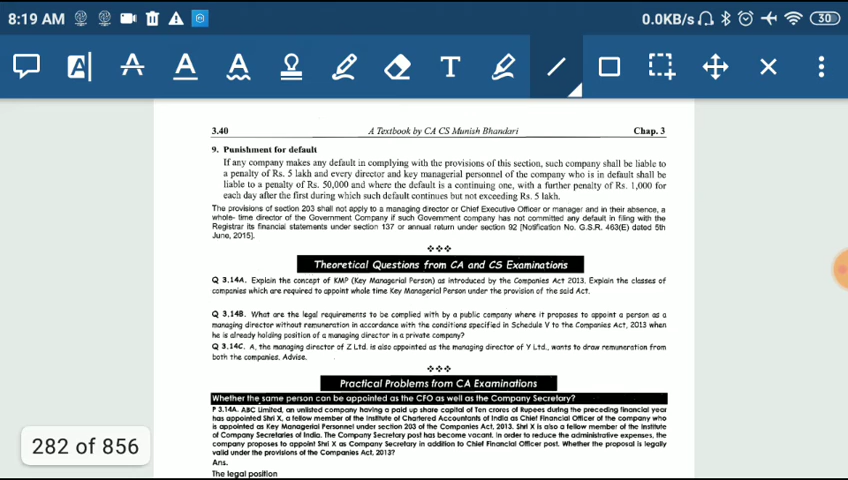 8:19 AM
0.0KB/s
30
A
A
A
A
T
3.40
A Textbook by CA CS Munish Bhandari
Chap. 3
9. Punishment for default
If any company makes any default in complying with the provisions of this section, such company shall be liable to
a penalty of Rs. 5 lakh and every director and key managerial personnel of the company who is in default shall be
liable to a penalty of Rs. 50,000 and where the default is a continuing one, with a further penalty of Rs. 1,000 for
each day after the first during which such default continues but not exceeding Rs. 5 lakh.
The provisions of section 203 shall not apply to a managing director or Chief Executive Officer or manager and in their absence, a
whole- time director of the Government Company if such Government company has not committed any default in filing with the
Registrar its financial statements under section 137 or annual return under section 92 [Notification No. G.S.R. 463(E) dated 5th
June, 2015].
Theoretical Questions from CA and CS Examinations
Q 3.14A. Explain the concept of KMP (Key Managerial Person) as introduced by the Companies Act 2013. Explain the classes of
companies which are required to appoint whole time Key Managerial Person under the provision of the said Act.
Q 3.14B. What are the legal requirements to be complied with by a public company where it proposes to appoint a person as a
managing director without remuneration in accordance with the conditions specified in Schedule V to the Companies Act, 2013 when
he is already holding position of a managing director in a private company?
Q 3.14C. A, the managing director of Z Ltd. is also appointed as the managing director of Y Ltd., wants to draw remuneration from
both the companies. Advise.
Practical Problems from CA Examinations
Whether the same person can be appointed as the CFO as well as the Company Secretary?
P 3.14A. ABC Limited, an unlisted company having a paid up share capital of Ten crores of Rupees during the preceding financial year
has appointed Shri X, a fellow member of the Institute of Chartered Accountants of India as Chief Financial Officer of the company who
is appointed as Key Managerial Personnel under section 203 of the Companies Act, 2013. Shri X is also a fellow member of the Institute
of Company Secretaries of India. The Company Secretary post has become vacant. In order to reduce the administrative expenses, the
company proposes to appoint Shri X as Company Secretary in addition to Chief Financial Officer post. Whether the proposal is legally
valid under the provisions of the Companies Act, 2013?
Ans.
The legal position
282 of 856